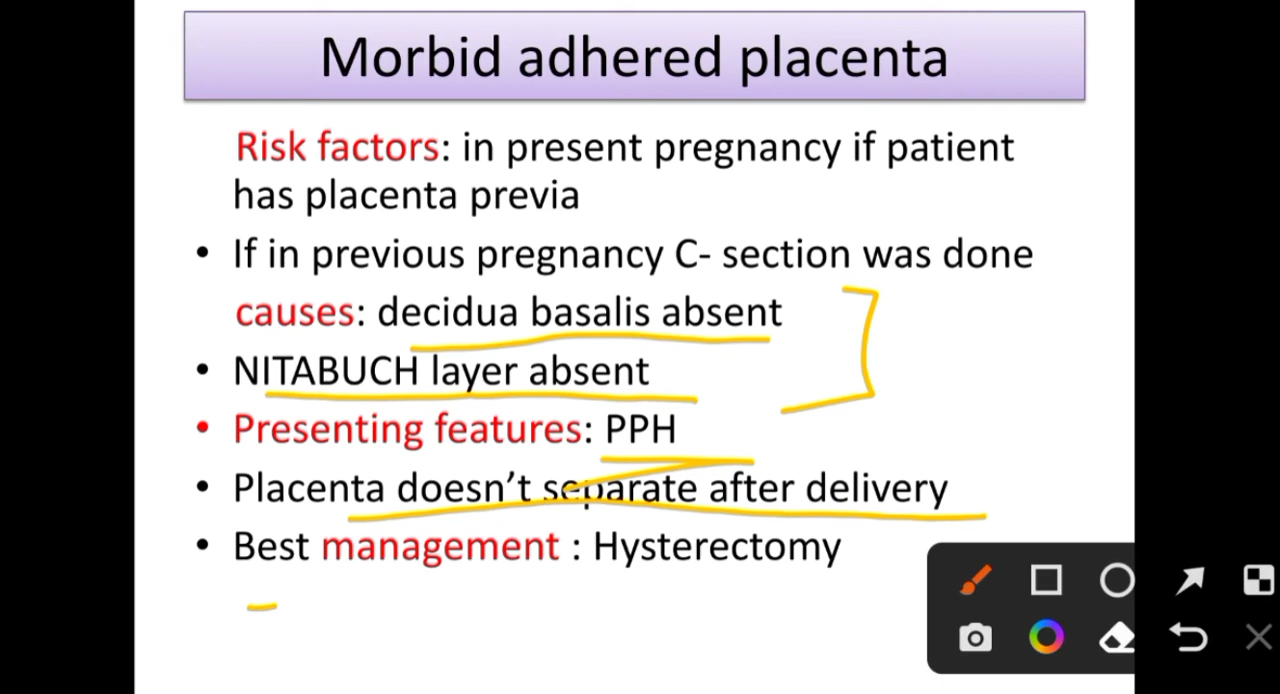 Morbid adhered placenta
Risk factors: in present pregnancy if patient
has placenta previa
• If in previous pregnancy C- section was done
causes: decidua basalis absent
• NITABUCH layer absent
• Presenting features: PPH
• Placenta doesn’t separate after delivery
• Best management : Hysterectomy